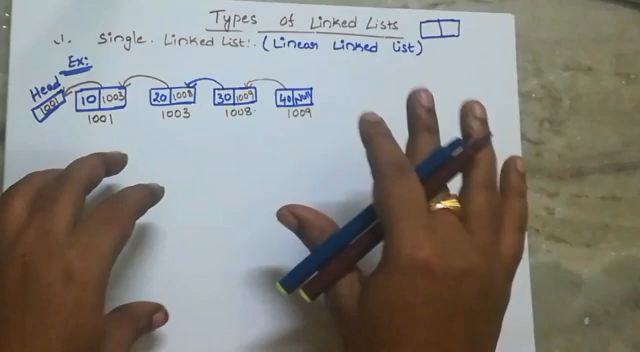 Types of Linked Lists
1. Single Linked List:. (Linear Linked List)
Ex:
Head
1001 10 1003 20 1008 30 1009 40 NULL
1001 1003 1008 1009